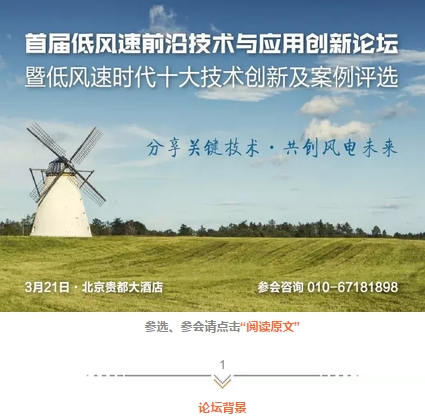 首届低风速前沿技术与应用创新论坛
暨低风速时代十大技术创新及案例评选
分享关键技术·共创风电未来
3月21日·北京贵都大酒店
参会咨询 010-67181898
参选、参会请点击“阅读原文”
1
论坛背景